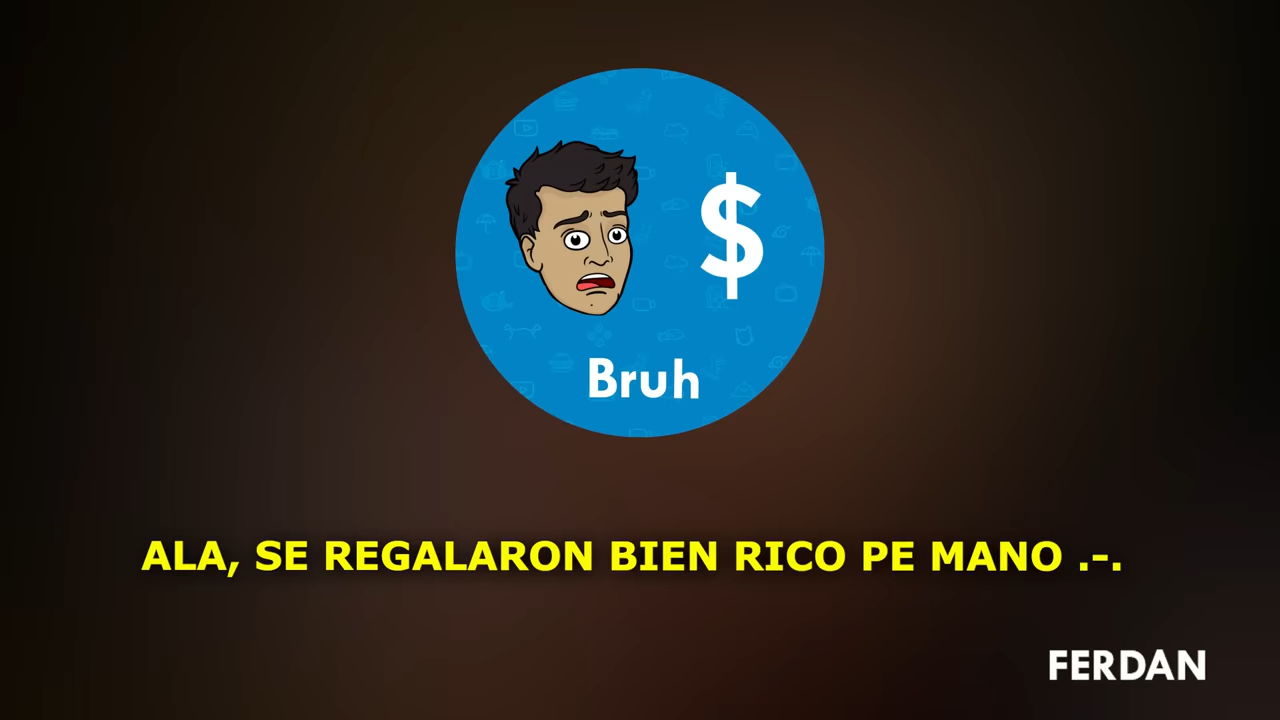 $
Bruh
ALA, SE REGALARON BIEN RICO PE MANO .-.
FERDAN